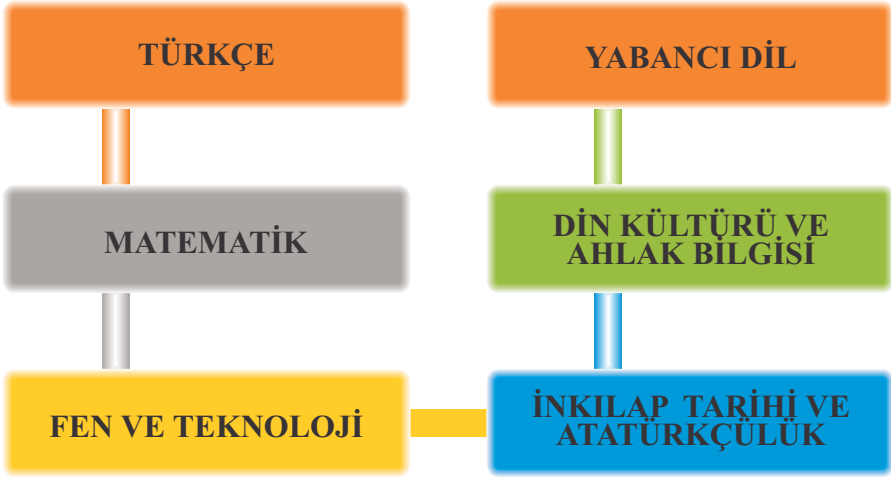 TÜRKÇE
MATEMATİK
FEN VE TEKNOLOJİ
İNKILAP TARİHİ VE
ATATÜRKÇÜLÜK
DİN KÜLTÜRÜ VE
AHLAK BİLGİSİ
YABANCI DİL